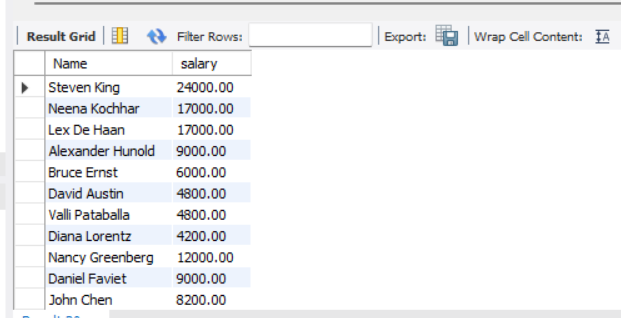 Result Grid Filter Rows: Export: Wrap Cell Content: IA
Name salary
Steven King 24000.00
Neena Kochhar 17000.00
Lex De Haan 17000.00
Alexander Hunold 9000.00
Bruce Ernst 6000.00
David Austin 4800.00
Valli Pataballa 4800.00
Diana Lorentz 4200.00
Nancy Greenberg 12000.00
Daniel Faviet 9000.00
John Chen 8200.00